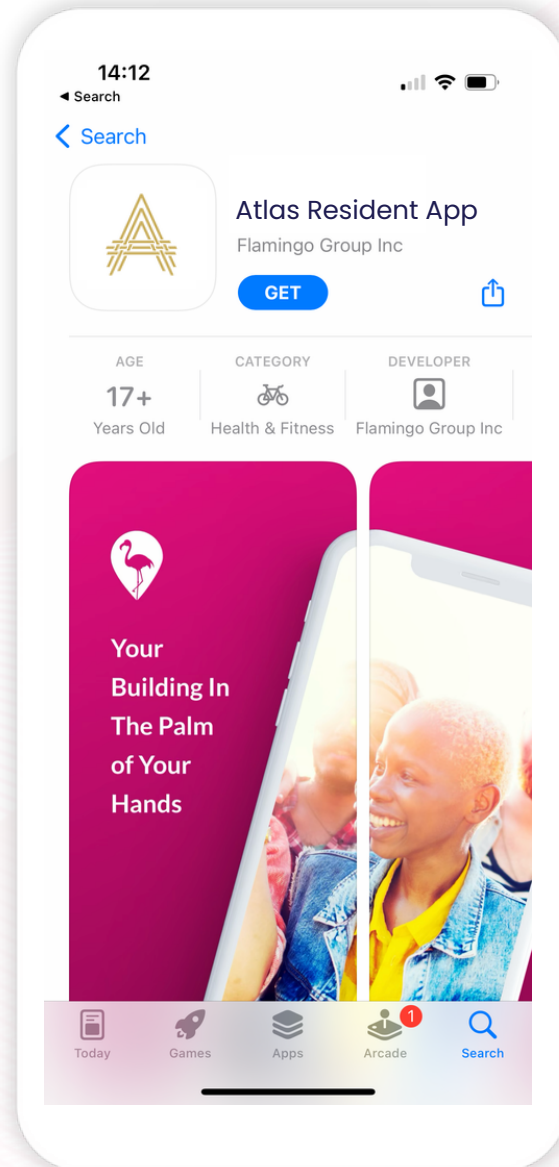 14:12
◀ Search
Search
Atlas Resident App
Flamingo Group Inc
GET
AGE
17+
Years Old
CATEGORY
Health & Fitness
DEVELOPER
Flamingo Group Inc
Your
Building In
The Palm
of Your
Hands
1
Today
Games
Apps
Arcade
Search